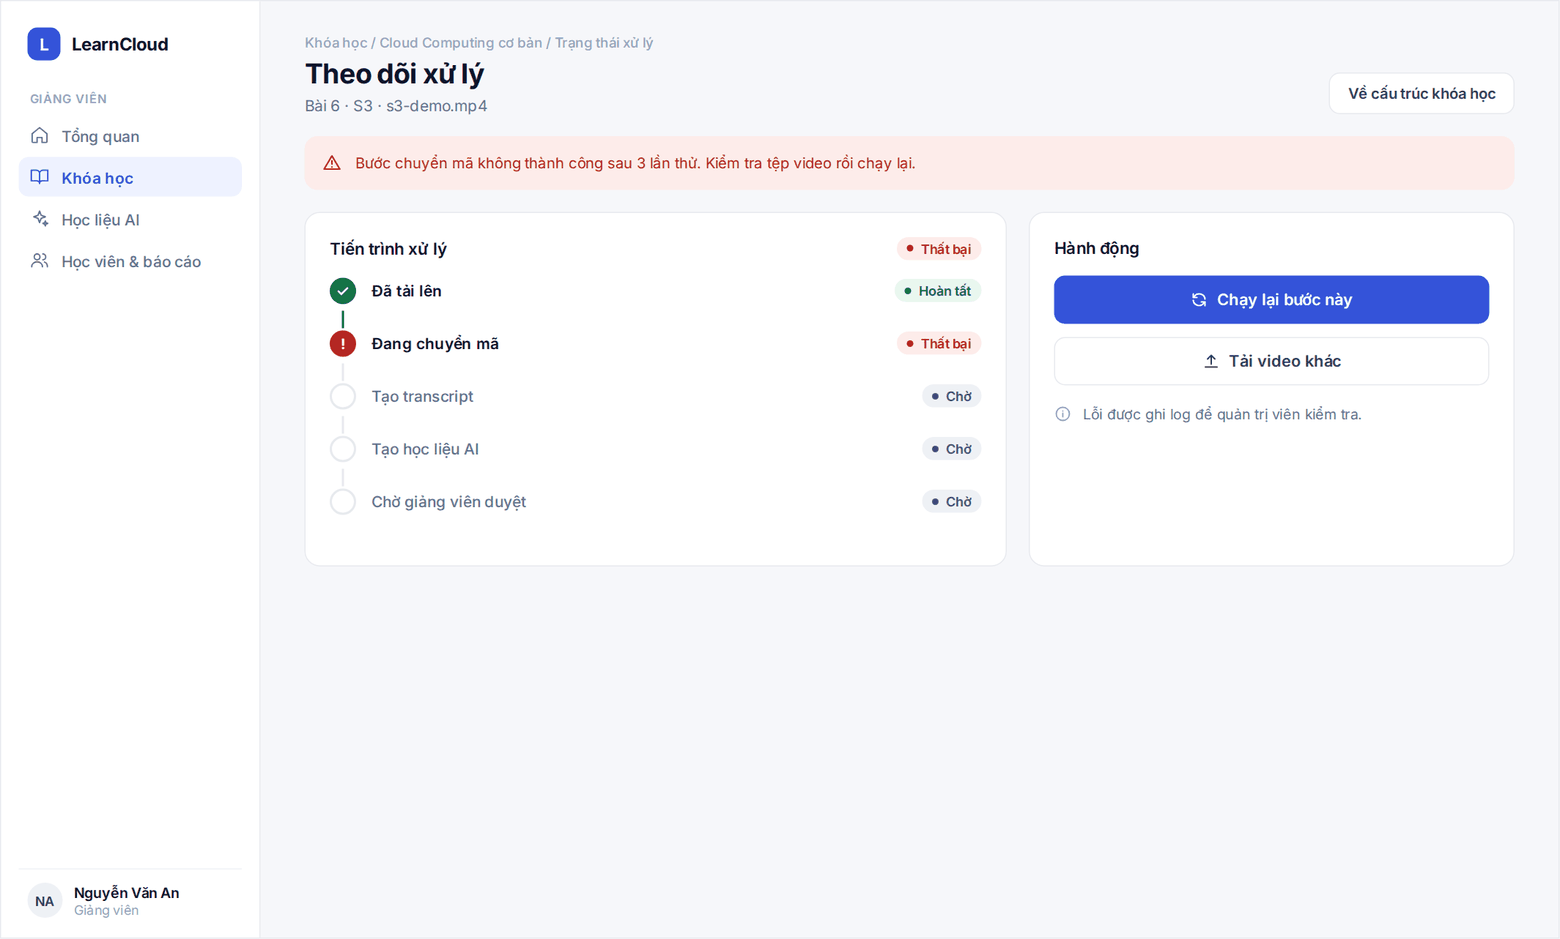 L LearnCloud
GIẢNG VIÊN
Tổng quan
Khóa học
Học liệu AI
Học viên & báo cáo
NA
Nguyễn Văn An
Giảng viên
Khóa học / Cloud Computing cơ bản / Trạng thái xử lý
Theo dõi xử lý
Bài 6 · S3 · s3-demo.mp4
Về cấu trúc khóa học
Bước chuyển mã không thành công sau 3 lần thử. Kiểm tra tệp video rồi chạy lại.
Tiến trình xử lý Thất bại
Đã tải lên Hoàn tất
Đang chuyển mã Thất bại
Tạo transcript Chờ
Tạo học liệu AI Chờ
Chờ giảng viên duyệt Chờ
Hành động
Chạy lại bước này
Tải video khác
Lỗi được ghi log để quản trị viên kiểm tra.